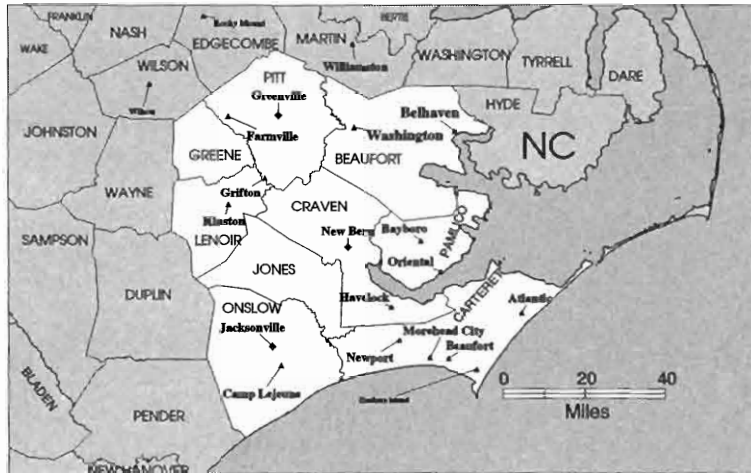 FRANKLIN
NASH
Rocky Mount
EDGECOMBE
BERTIE
MARTIN
WAKE
WILSON
Williamston
WASHINGTON
TYRRELL
DARE
PITT
Greenville
Wilson
Belhaven
HYDE
NC
JOHNSTON
Farmville
Washington
GREENE
BEAUFORT
WAYNE
Grifton
Kinston
CRAVEN
LENOIR
New Bern
Bayboro
PAMLICO
SAMPSON
JONES
Oriental
DUPLIN
ONSLOW
Havelock
CARTERET
Atlantic
Jacksonville
Morehead City
Newport
Beaufort
Camp Lejeune
BLADEN
0 20 40
Miles
PENDER
NEW HANOVER